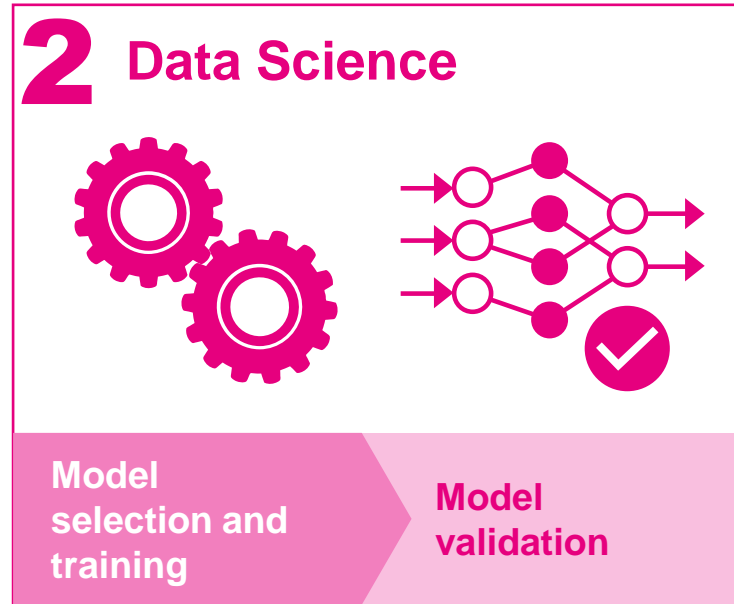 2 Data Science
Model
selection and
training
Model
validation